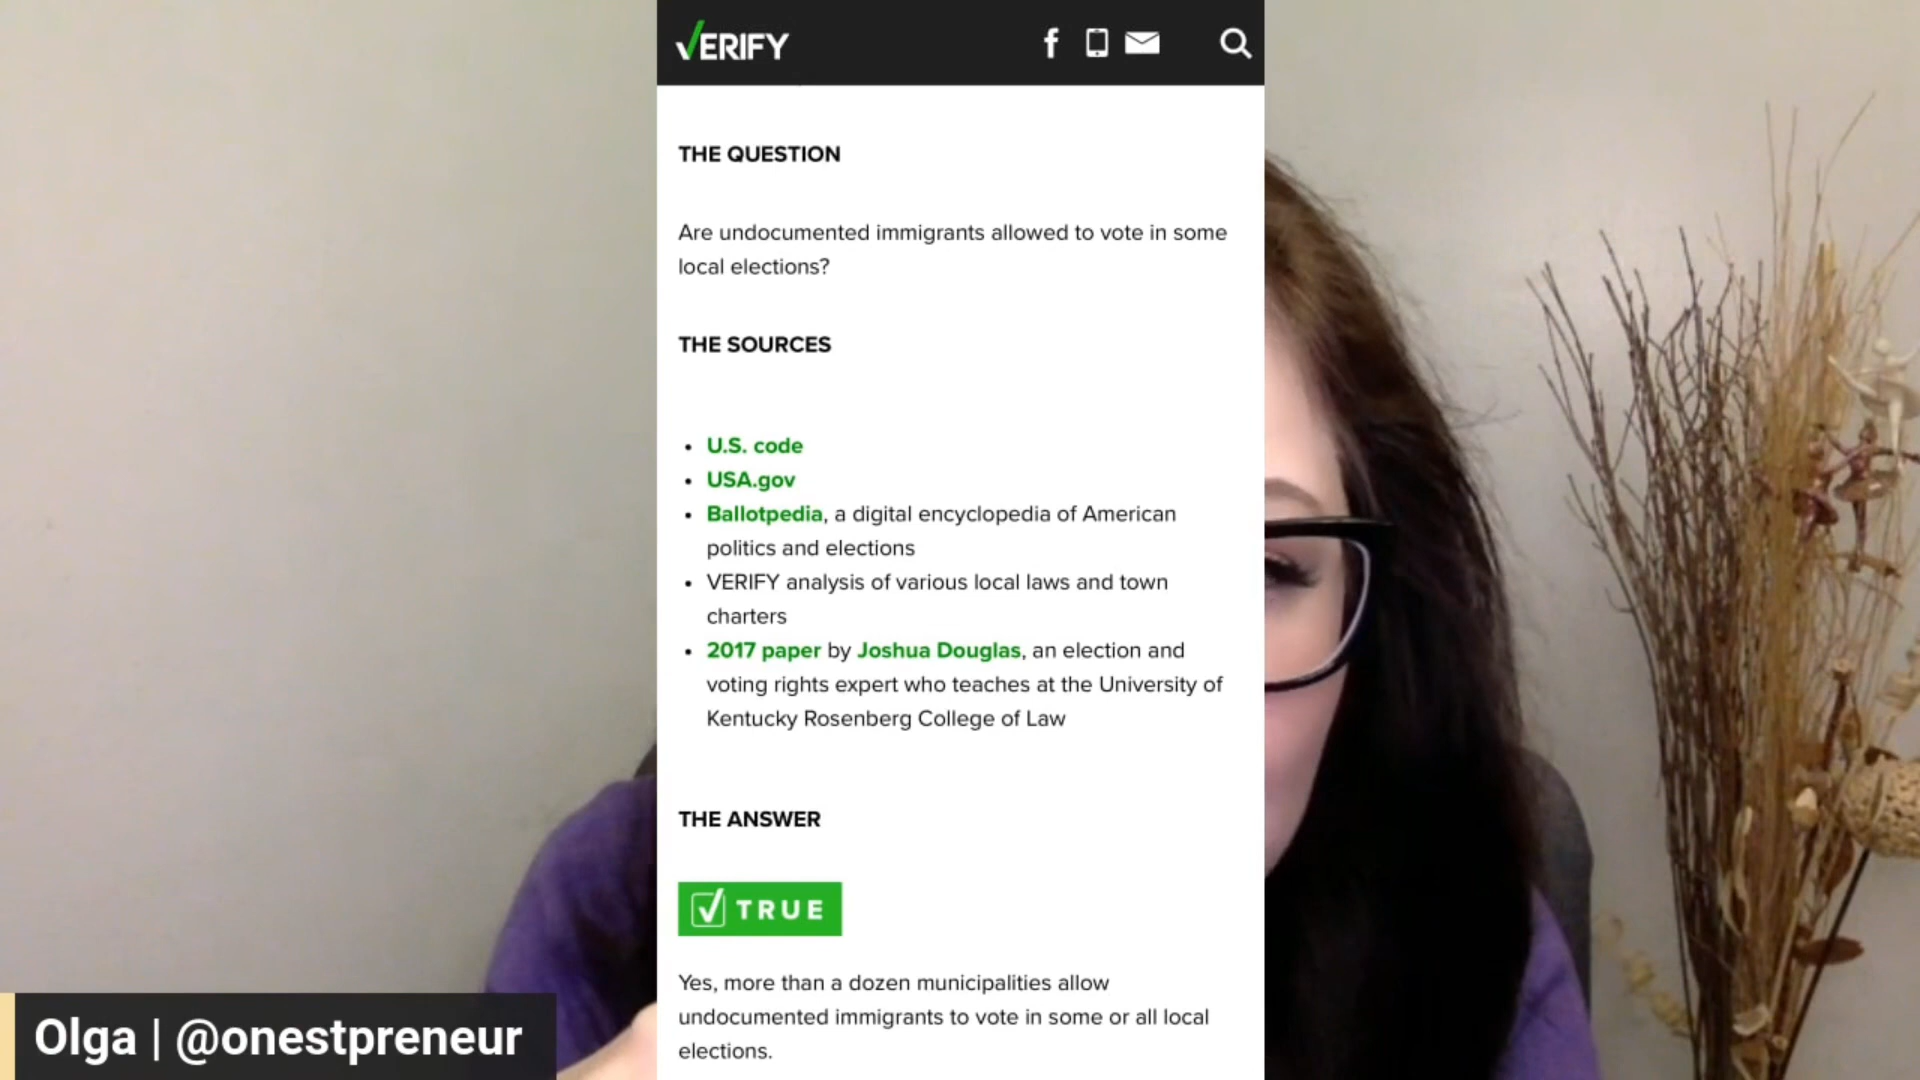 VERIFY
THE QUESTION
Are undocumented immigrants allowed to vote in some
local elections?
THE SOURCES
• U.S. code
• USA.gov
• Ballotpedia, a digital encyclopedia of American
politics and elections
• VERIFY analysis of various local laws and town
charters
• 2017 paper by Joshua Douglas, an election and
voting rights expert who teaches at the University of
Kentucky Rosenberg College of Law
THE ANSWER
TRUE
Yes, more than a dozen municipalities allow
undocumented immigrants to vote in some or all local
elections.
Olga | @onestpreneur